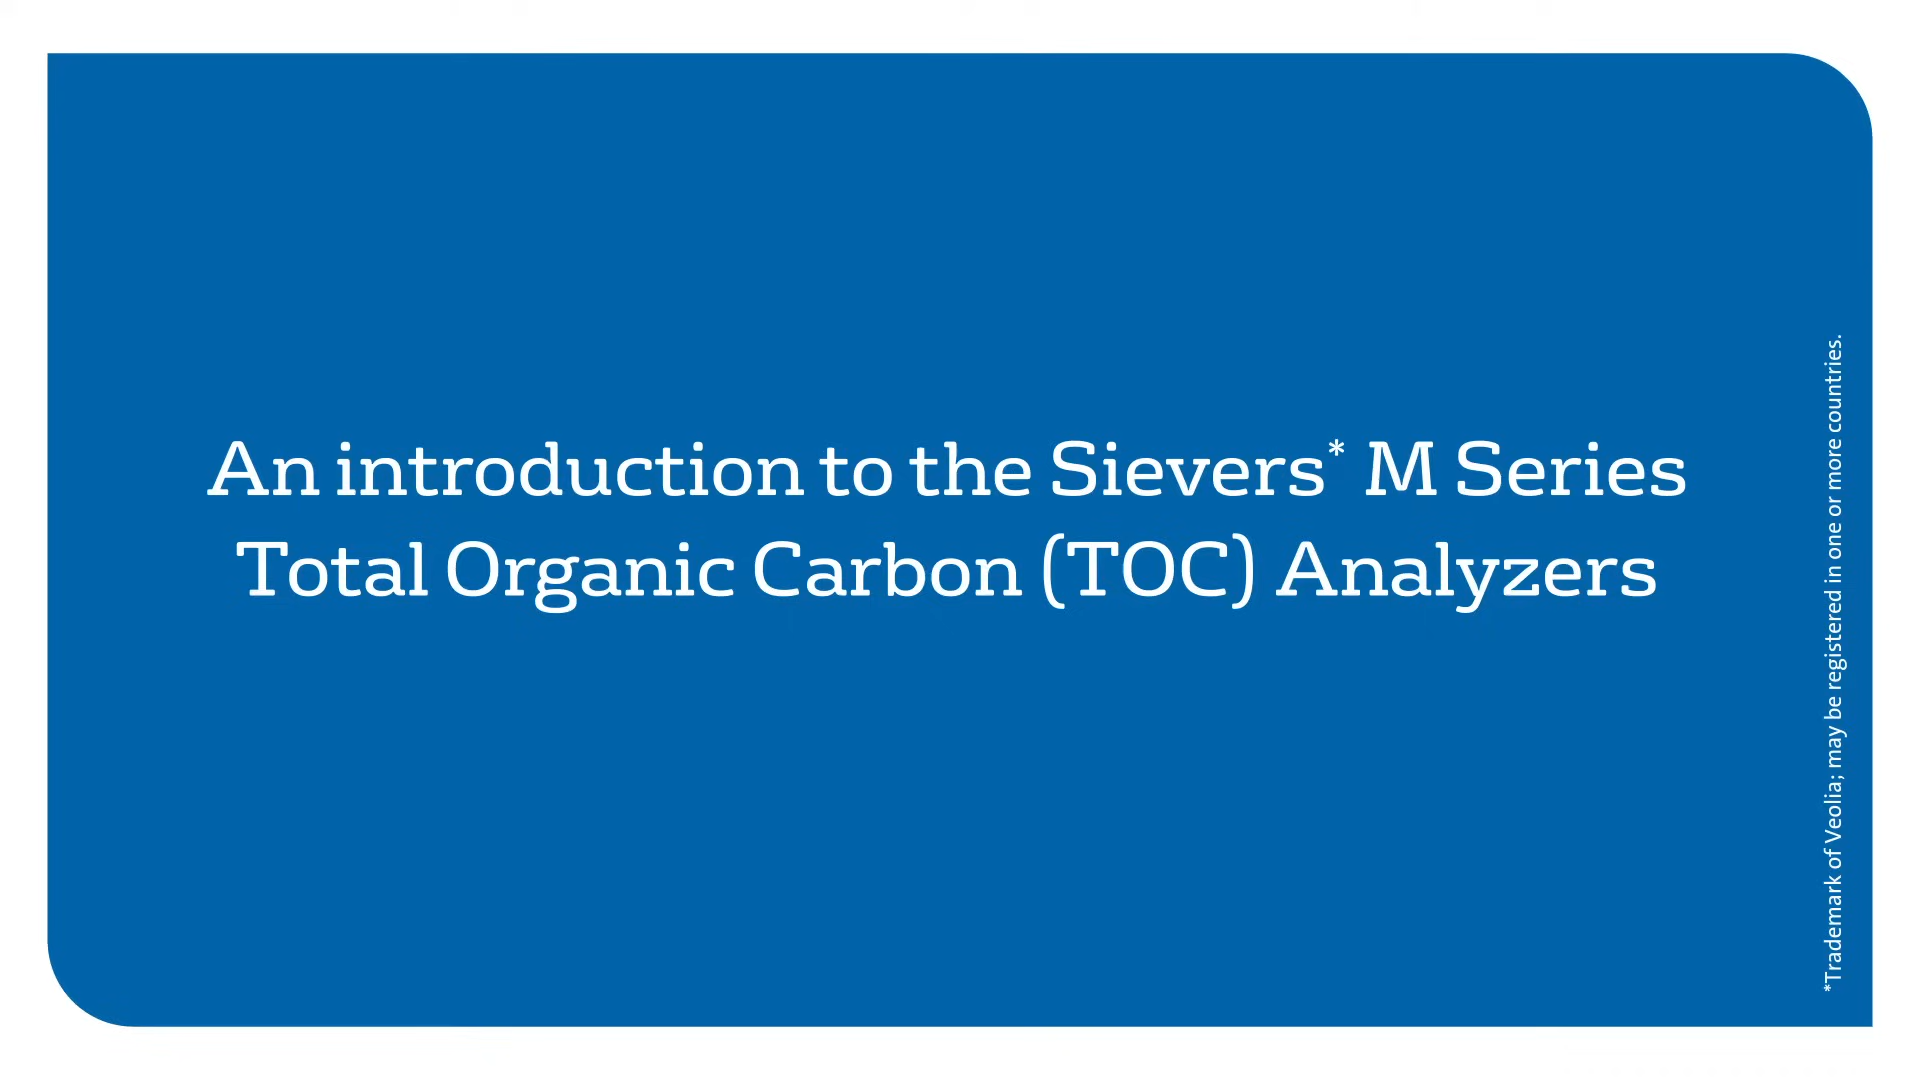 An introduction to the Sievers* M Series
Total Organic Carbon (TOC) Analyzers
*Trademark of Veolia; may be registered in one or more countries.